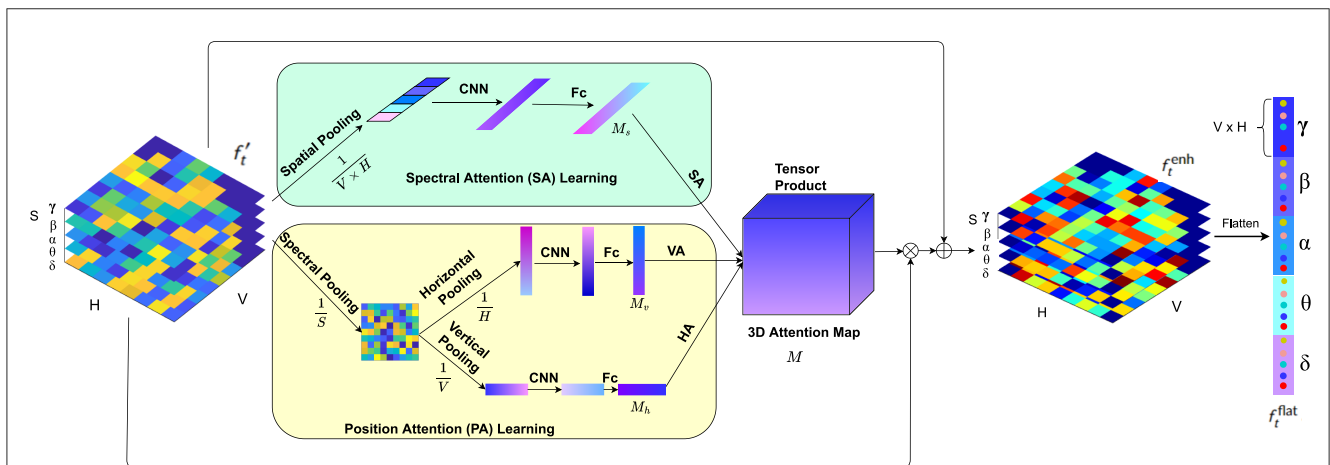 f_t′
S
γ
β
α
θ
δ
H
V
Spatial Pooling
1/(V × H)
CNN
Fc
M_s
Spectral Attention (SA) Learning
SA
Spectral Pooling
1/S
Horizontal
Pooling
1/H
CNN
Fc
M_v
VA
Vertical
Pooling
1/V
CNN
Fc
M_h
HA
Position Attention (PA) Learning
Tensor
Product
3D Attention Map
M
f_t^enh
S
γ
β
α
θ
δ
H
V
Flatten
V x H
γ
β
α
θ
δ
f_t^flat